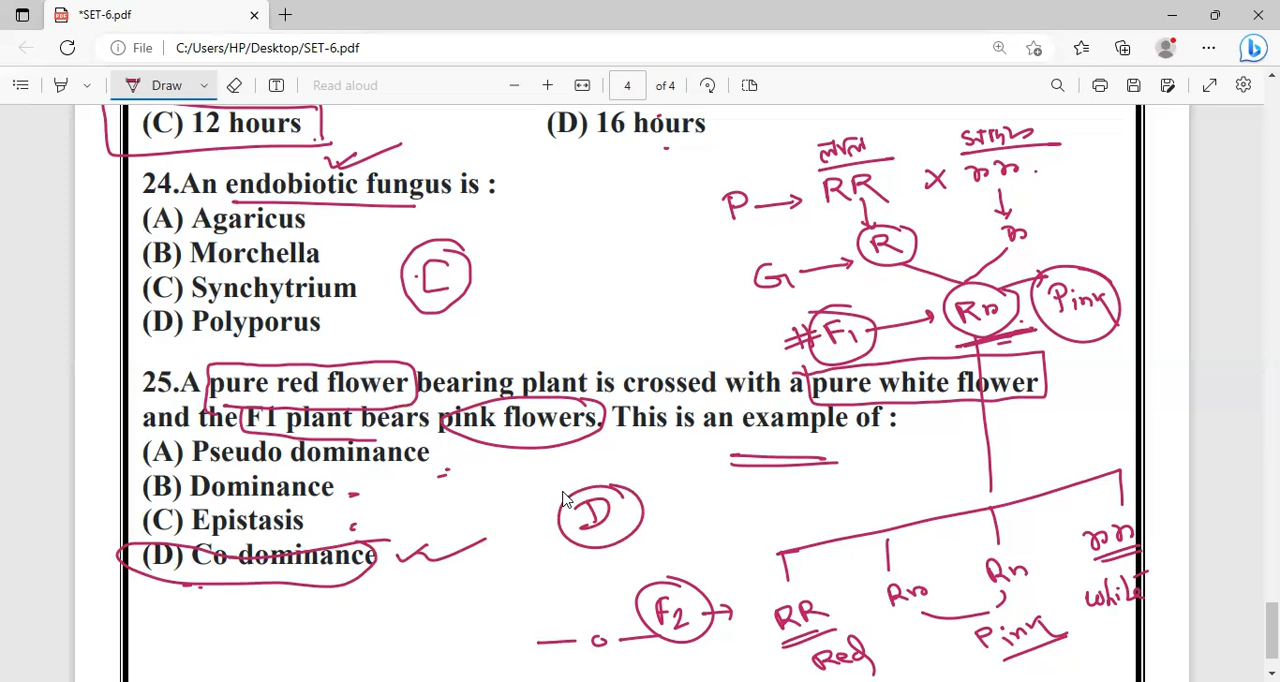 *SET-6.pdf
File C:/Users/HP/Desktop/SET-6.pdf
Draw Read aloud 4 of 4
(C) 12 hours (D) 16 hours
24.An endobiotic fungus is :
(A) Agaricus
(B) Morchella
(C) Synchytrium
(D) Polyporus
C
P → RR × rr
R r
G1 →
#F1 → Rr Pink
25.A pure red flower bearing plant is crossed with a pure white flower
and the F1 plant bears pink flowers. This is an example of :
(A) Pseudo dominance
(B) Dominance
(C) Epistasis
(D) Co dominance
D
F2 → RR Rr Rr rr
Red Pink white